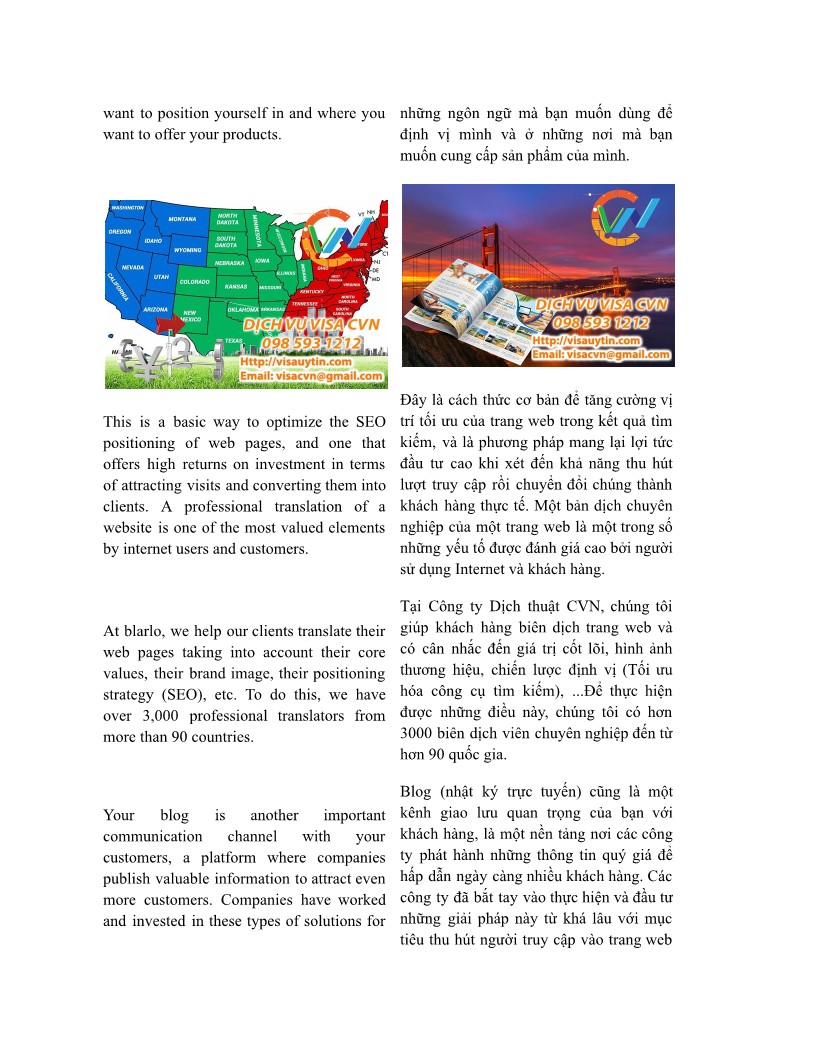 want to position yourself in and where you
want to offer your products.
WASHINGTON
MONTANA
NORTH
DAKOTA
MINNESOTA
VT
NH
OREGON
IDAHO
SOUTH
DAKOTA
WISCONSIN
WYOMING
NEBRASKA
IOWA
NEVADA
UTAH
COLORADO
ILLINOIS
INDIANA
OHIO
NJ
DE
MD
WEST
VIRGINIA
VIRGINIA
CALIFORNIA
KANSAS
MISSOURI
KENTUCKY
NORTH
CAROLINA
TENNESSEE
ARIZONA
NEW
MEXICO
OKLAHOMA
ARKANSAS
SOUTH
CAROLINA
TEXAS
CVN
DỊCH VỤ VISA CVN
098 593 1212
Http://visauytin.com
Email: visacvn@gmail.com
This is a basic way to optimize the SEO
positioning of web pages, and one that
offers high returns on investment in terms
of attracting visits and converting them into
clients. A professional translation of a
website is one of the most valued elements
by internet users and customers.
At blarlo, we help our clients translate their
web pages taking into account their core
values, their brand image, their positioning
strategy (SEO), etc. To do this, we have
over 3,000 professional translators from
more than 90 countries.
Your blog is another important
communication channel with your
customers, a platform where companies
publish valuable information to attract even
more customers. Companies have worked
and invested in these types of solutions for
những ngôn ngữ mà bạn muốn dùng để
định vị mình và ở những nơi mà bạn
muốn cung cấp sản phẩm của mình.
CVN
DỊCH VỤ VISA CVN
098 593 1212
Http://visauytin.com
Email: visacvn@gmail.com
Đây là cách thức cơ bản để tăng cường vị
trí tối ưu của trang web trong kết quả tìm
kiếm, và là phương pháp mang lại lợi tức
đầu tư cao khi xét đến khả năng thu hút
lượt truy cập rồi chuyển đổi chúng thành
khách hàng thực tế. Một bản dịch chuyên
nghiệp của một trang web là một trong số
những yếu tố được đánh giá cao bởi người
sử dụng Internet và khách hàng.
Tại Công ty Dịch thuật CVN, chúng tôi
giúp khách hàng biên dịch trang web và
có cân nhắc đến giá trị cốt lõi, hình ảnh
thương hiệu, chiến lược định vị (Tối ưu
hóa công cụ tìm kiếm), ...Để thực hiện
được những điều này, chúng tôi có hơn
3000 biên dịch viên chuyên nghiệp đến từ
hơn 90 quốc gia.
Blog (nhật ký trực tuyến) cũng là một
kênh giao lưu quan trọng của bạn với
khách hàng, là một nền tảng nơi các công
ty phát hành những thông tin quý giá để
hấp dẫn ngày càng nhiều khách hàng. Các
công ty đã bắt tay vào thực hiện và đầu tư
những giải pháp này từ khá lâu với mục
tiêu thu hút người truy cập vào trang web